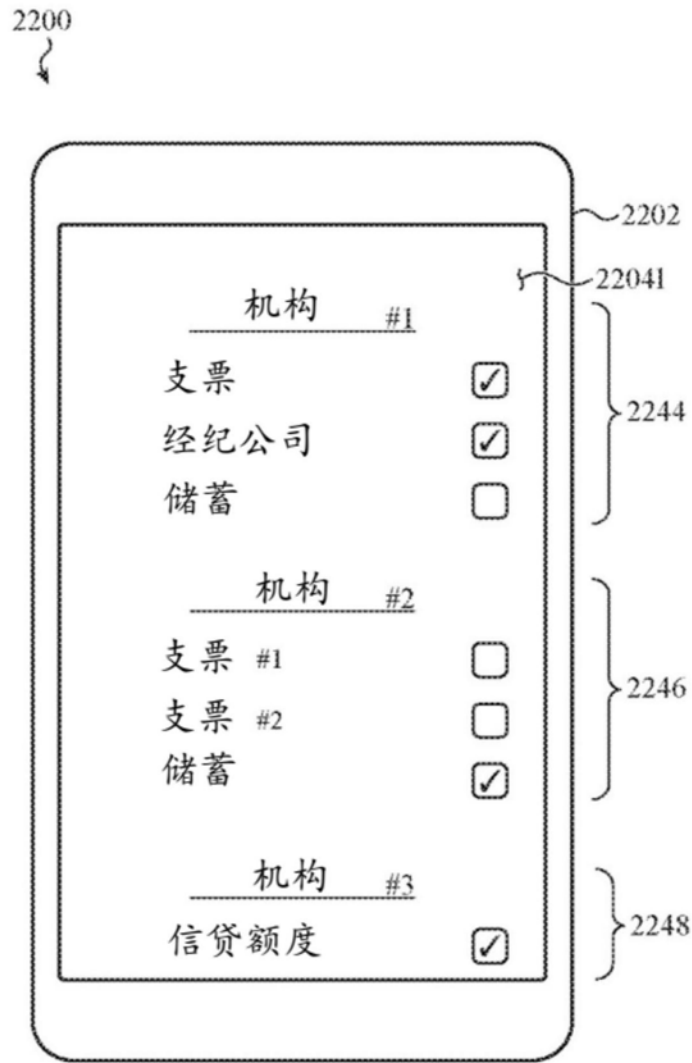 2200
2202
2204I
机构 #1
支票 ✓
经纪公司 ✓
储蓄
2244
机构 #2
支票 #1
支票 #2
储蓄 ✓
2246
机构 #3
信贷额度 ✓
2248